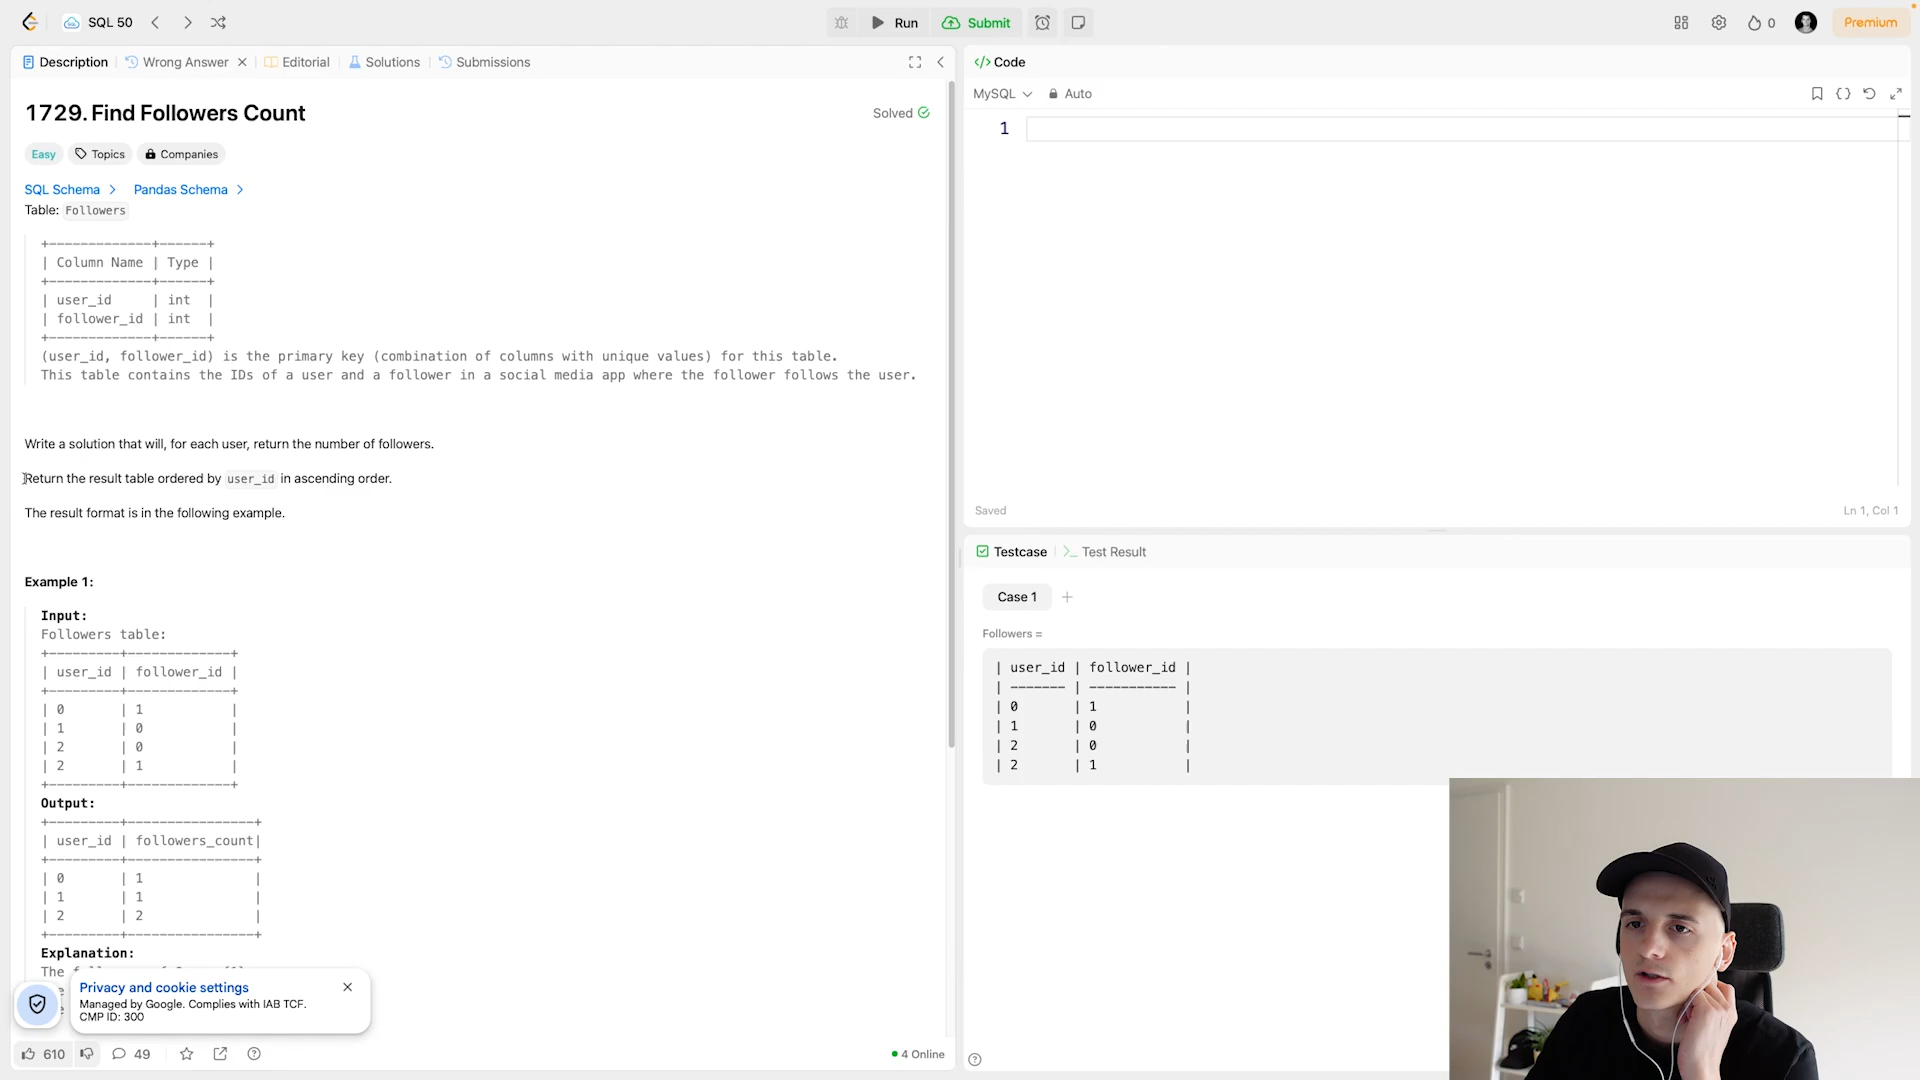 SQL 50
Run
Submit
0
Premium
Description
Wrong Answer
Editorial
Solutions
Submissions
1729. Find Followers Count
Solved
Easy
Topics
Companies
SQL Schema
Pandas Schema
Table: Followers
+-------------+------+
| Column Name | Type |
+-------------+------+
| user_id     | int  |
| follower_id | int  |
+-------------+------+
(user_id, follower_id) is the primary key (combination of columns with unique values) for this table.
This table contains the IDs of a user and a follower in a social media app where the follower follows the user.
Write a solution that will, for each user, return the number of followers.
Return the result table ordered by user_id in ascending order.
The result format is in the following example.
Example 1:
Input:
Followers table:
+---------+-------------+
| user_id | follower_id |
+---------+-------------+
| 0       | 1           |
| 1       | 0           |
| 2       | 0           |
| 2       | 1           |
+---------+-------------+
Output:
+---------+----------------+
| user_id | followers_count|
+---------+----------------+
| 0       | 1              |
| 1       | 1              |
| 2       | 2              |
+---------+----------------+
Explanation:
The
Privacy and cookie settings
Managed by Google. Complies with IAB TCF.
CMP ID: 300
610
49
4 Online
Code
MySQL
Auto
1
Saved
Ln 1, Col 1
Testcase
Test Result
Case 1
Followers =
| user_id | follower_id |
| ------- | ----------- |
| 0       | 1           |
| 1       | 0           |
| 2       | 0           |
| 2       | 1           |